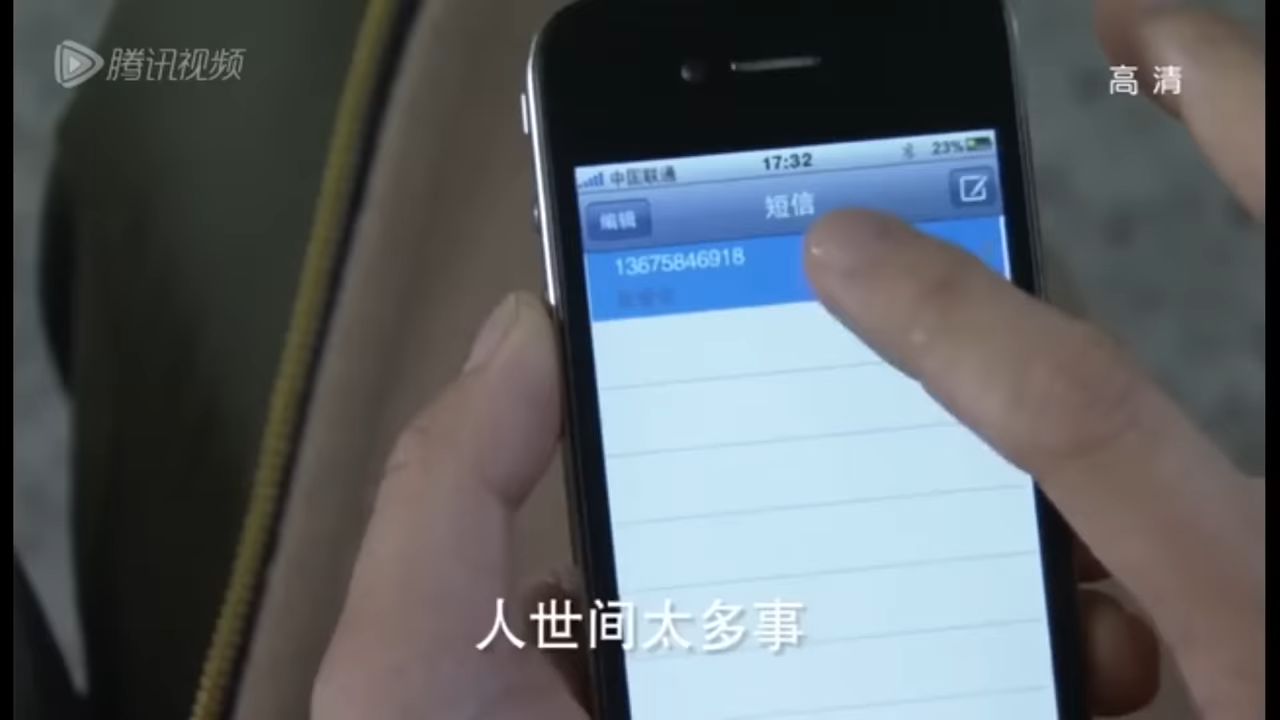 腾讯视频
高清
中国联通 17:32 23%
编辑 短信
13675846918
人世间太多事